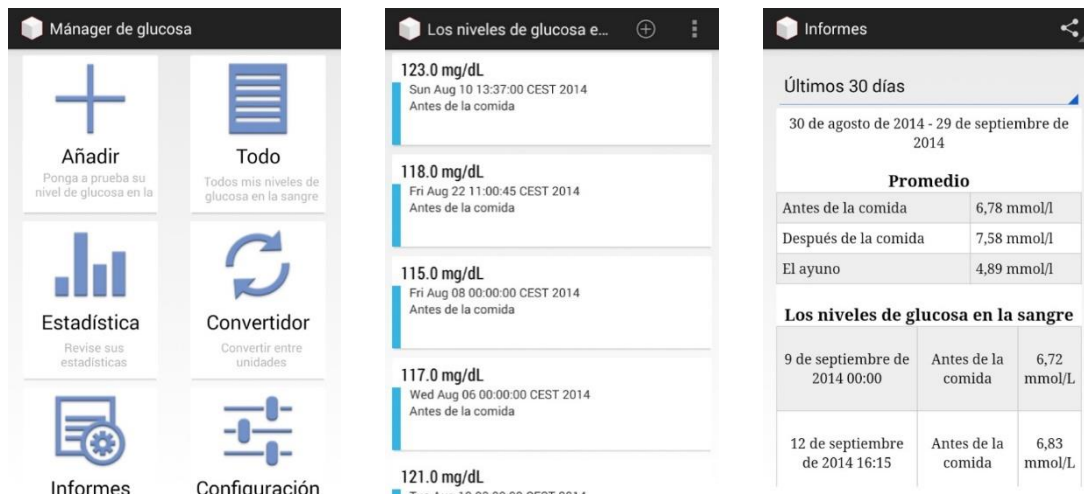 Mánager de glucosa
Añadir
Ponga a prueba su
nivel de glucosa en la
Todo
Todos mis niveles de
glucosa en la sangre
Estadística
Revise sus
estadísticas
Convertidor
Convertir entre
unidades
Informes
Configuración
Los niveles de glucosa e...
123.0 mg/dL
Sun Aug 10 13:37:00 CEST 2014
Antes de la comida
118.0 mg/dL
Fri Aug 22 11:00:45 CEST 2014
Antes de la comida
115.0 mg/dL
Fri Aug 08 00:00:00 CEST 2014
Antes de la comida
117.0 mg/dL
Wed Aug 06 00:00:00 CEST 2014
Antes de la comida
121.0 mg/dL
Informes
Últimos 30 días
30 de agosto de 2014 - 29 de septiembre de
2014
Promedio
Antes de la comida 6,78 mmol/l
Después de la comida 7,58 mmol/l
El ayuno 4,89 mmol/l
Los niveles de glucosa en la sangre
9 de septiembre de
2014 00:00
Antes de la
comida
6,72
mmol/L
12 de septiembre
de 2014 16:15
Antes de la
comida
6,83
mmol/L